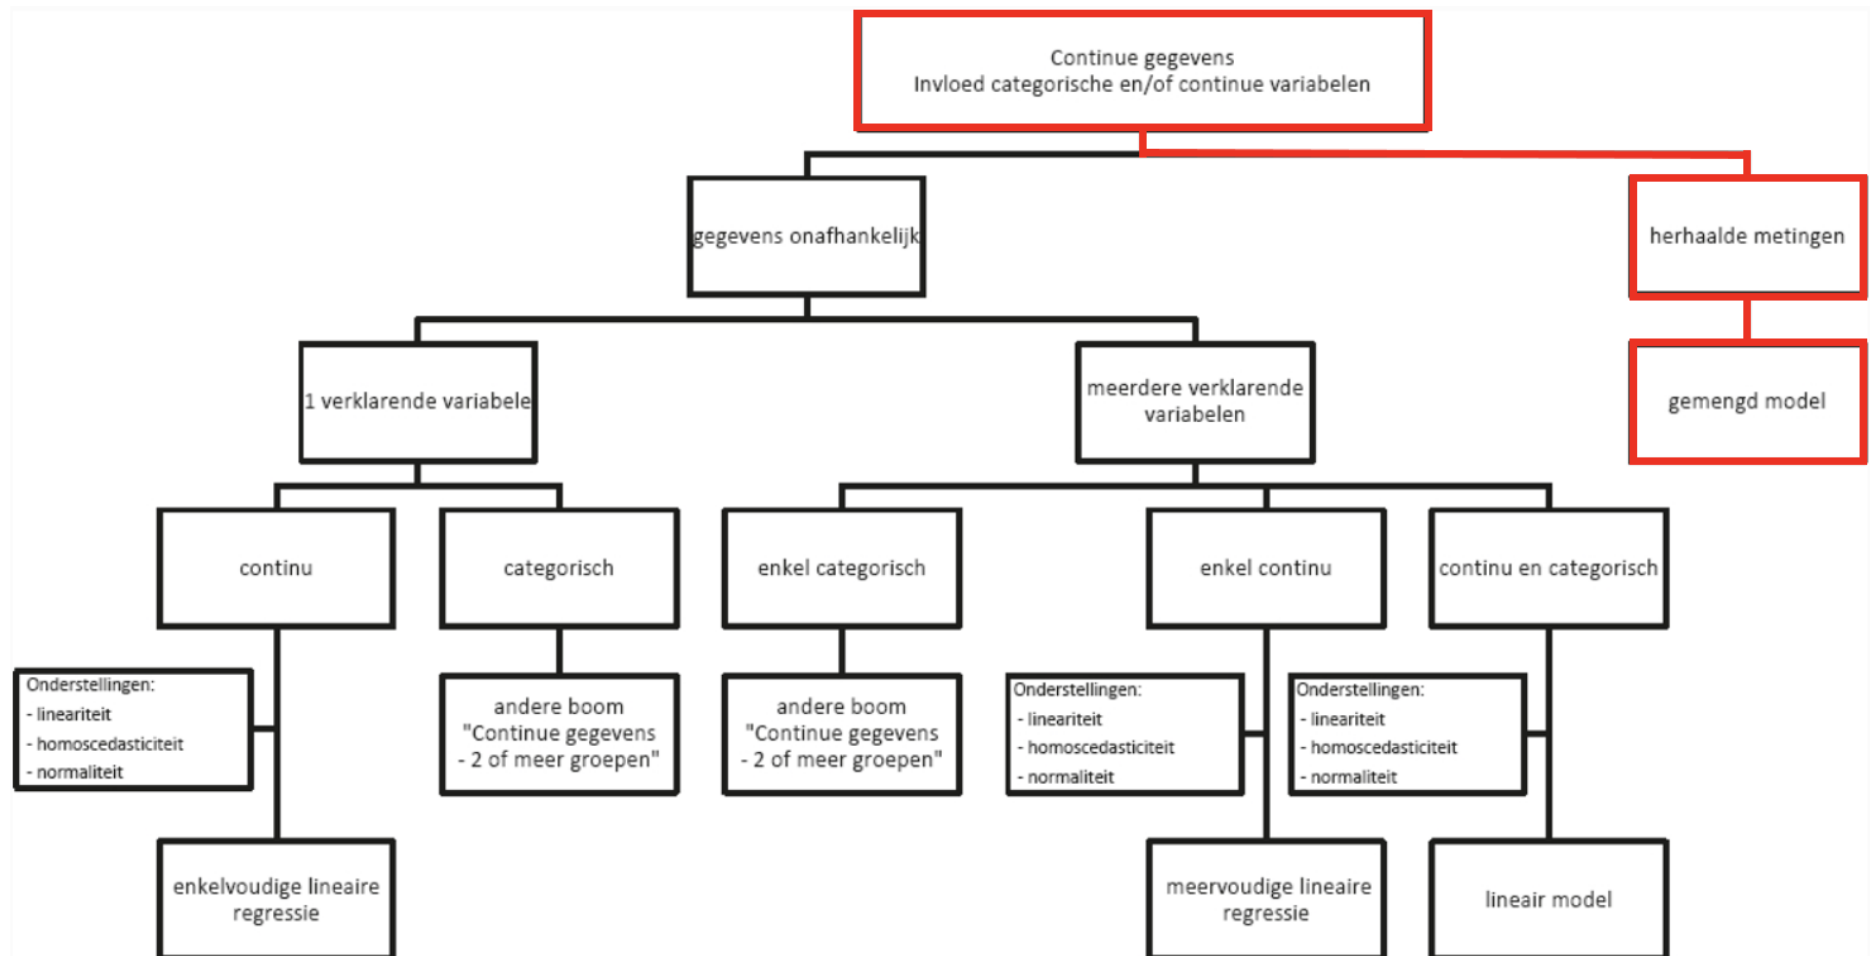 Continue gegevens
Invloed categorische en/of continue variabelen
gegevens onafhankelijk
herhaalde metingen
1 verklarende variabele
meerdere verklarende
variabelen
gemengd model
continu
categorisch
enkel categorisch
enkel continu
continu en categorisch
Onderstellingen:
- lineariteit
- homoscedasticiteit
- normaliteit
andere boom
"Continue gegevens
- 2 of meer groepen"
andere boom
"Continue gegevens
- 2 of meer groepen"
Onderstellingen:
- lineariteit
- homoscedasticiteit
- normaliteit
Onderstellingen:
- lineariteit
- homoscedasticiteit
- normaliteit
enkelvoudige lineaire
regressie
meervoudige lineaire
regressie
lineair model